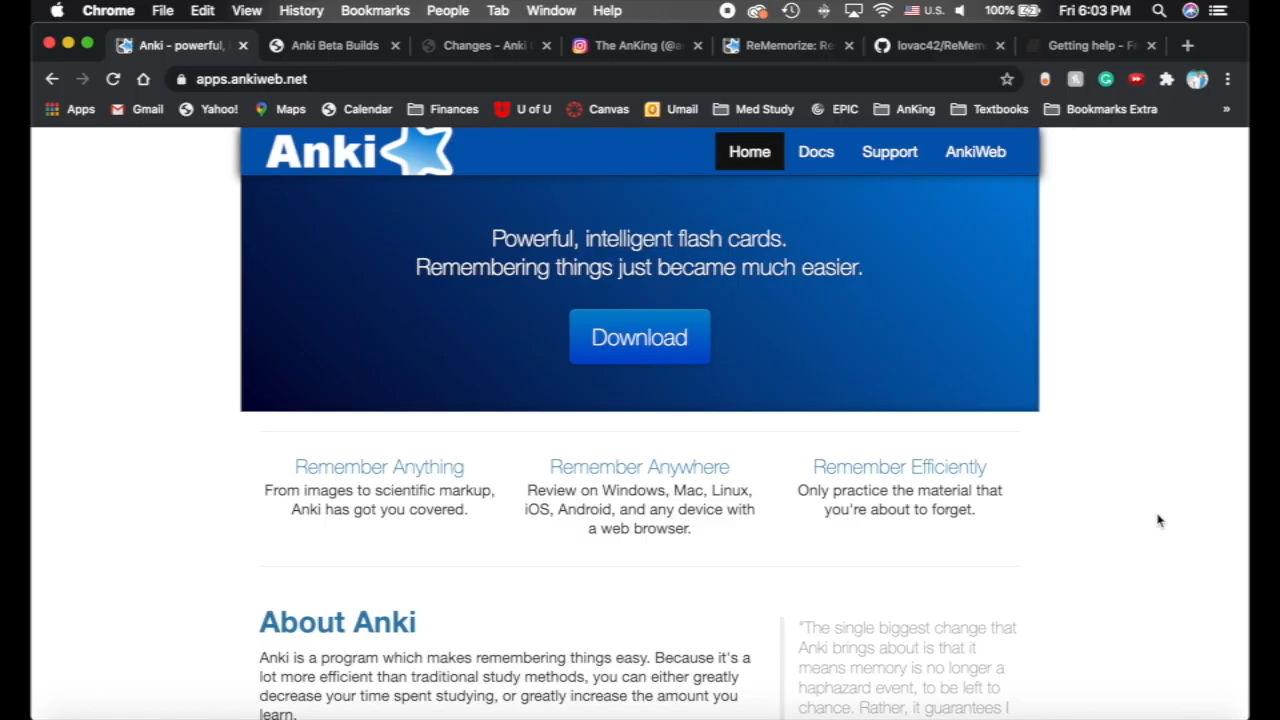 Chrome File Edit View History Bookmarks People Tab Window Help U.S. 100% Fri 6:03 PM
Anki - powerful, Anki Beta Builds Changes - Anki The AnKing (@a ReMemorize: Re lovac42/ReMem Getting help - F
apps.ankiweb.net
Apps Gmail Yahoo! Maps Calendar Finances U of U Canvas Umail Med Study EPIC AnKing Textbooks Bookmarks Extra »
Anki Home Docs Support AnkiWeb
Powerful, intelligent flash cards.
Remembering things just became much easier.
Download
Remember Anything
From images to scientific markup,
Anki has got you covered.
Remember Anywhere
Review on Windows, Mac, Linux,
iOS, Android, and any device with
a web browser.
Remember Efficiently
Only practice the material that
you're about to forget.
About Anki
Anki is a program which makes remembering things easy. Because it's a
lot more efficient than traditional study methods, you can either greatly
decrease your time spent studying, or greatly increase the amount you
learn.
"The single biggest change that
Anki brings about is that it
means memory is no longer a
haphazard event, to be left to
chance. Rather, it guarantees I